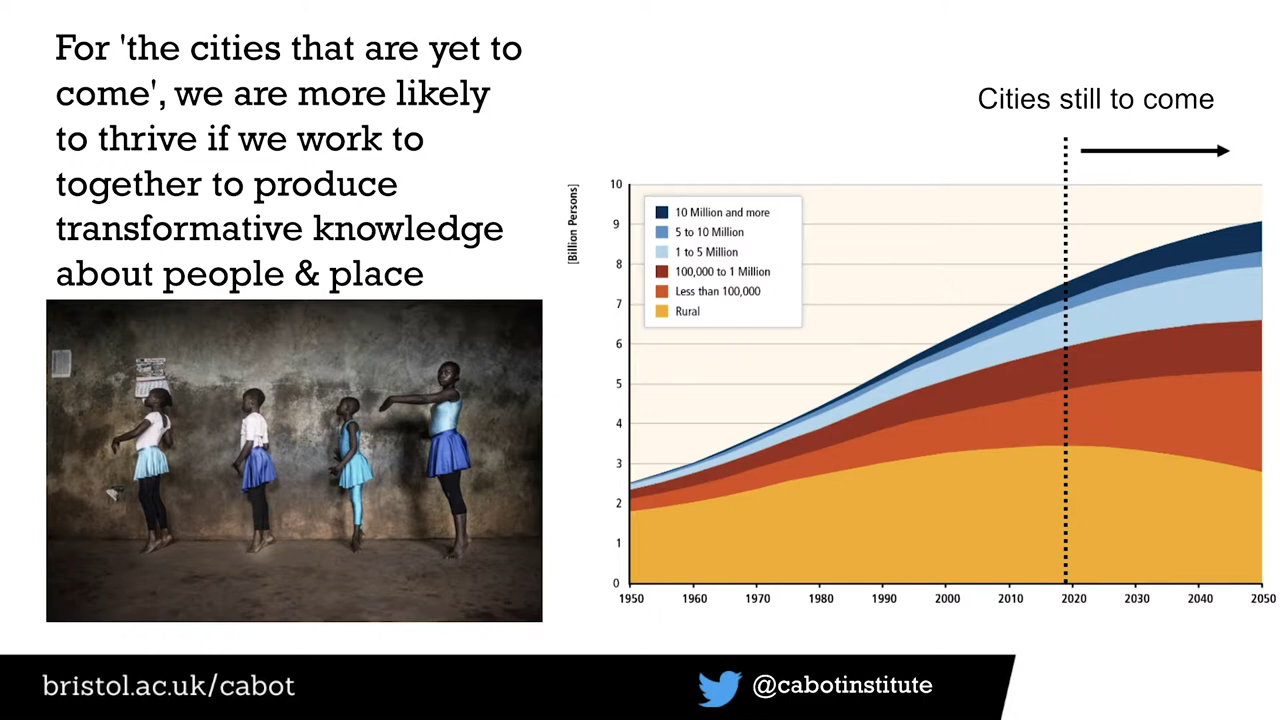 For 'the cities that are yet to
come', we are more likely
to thrive if we work to
together to produce
transformative knowledge
about people & place
Cities still to come
[Billion Persons]
10
9
8
7
6
5
4
3
2
1
0
10 Million and more
5 to 10 Million
1 to 5 Million
100,000 to 1 Million
Less than 100,000
Rural
1950 1960 1970 1980 1990 2000 2010 2020 2030 2040 2050
bristol.ac.uk/cabot
@cabotinstitute